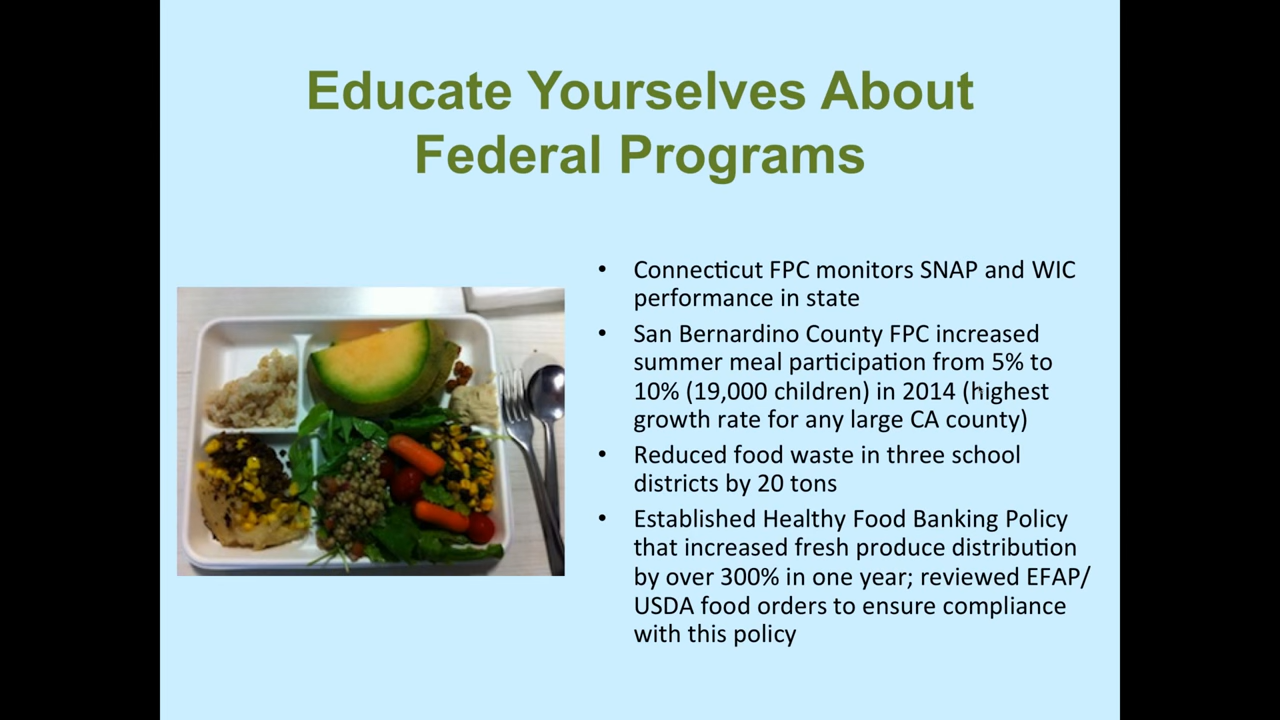 Educate Yourselves About
Federal Programs
• Connecticut FPC monitors SNAP and WIC
performance in state
• San Bernardino County FPC increased
summer meal participation from 5% to
10% (19,000 children) in 2014 (highest
growth rate for any large CA county)
• Reduced food waste in three school
districts by 20 tons
• Established Healthy Food Banking Policy
that increased fresh produce distribution
by over 300% in one year; reviewed EFAP/
USDA food orders to ensure compliance
with this policy